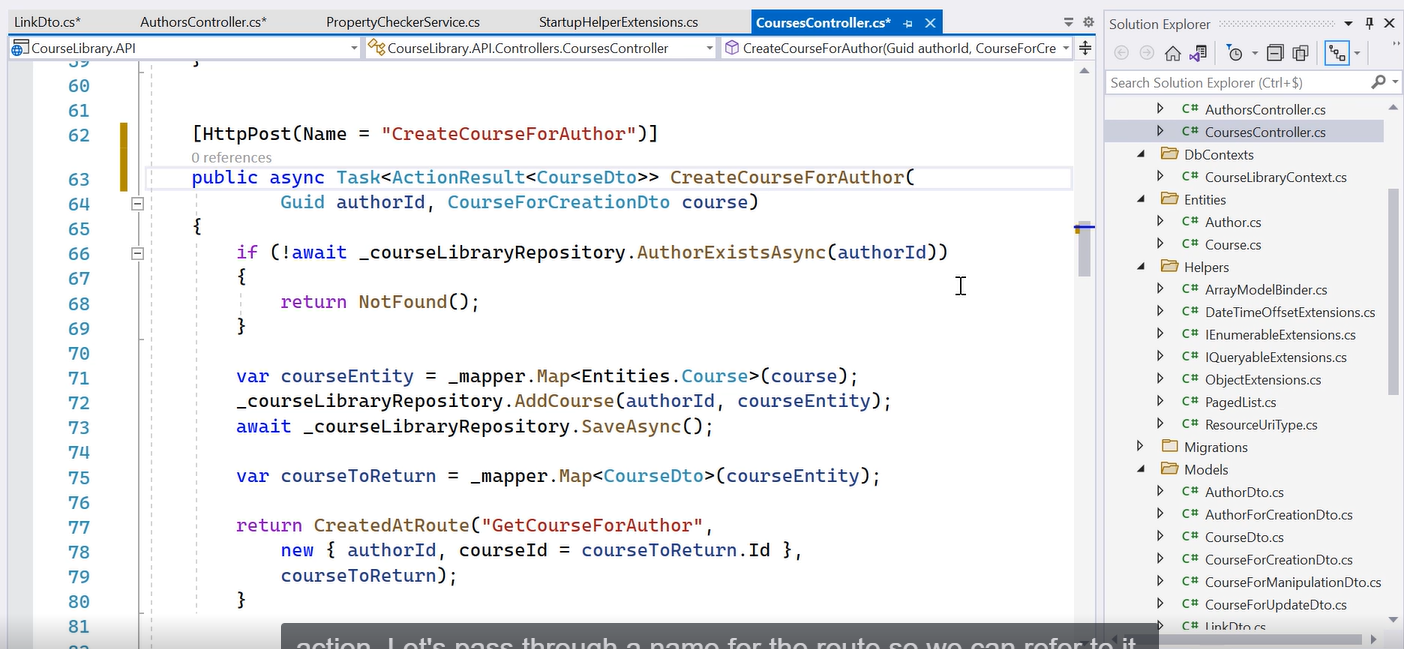 LinkDto.cs*
AuthorsController.cs*
PropertyCheckerService.cs
StartupHelperExtensions.cs
CoursesController.cs*
Solution Explorer
CourseLibrary.API
CourseLibrary.API.Controllers.CoursesController
CreateCourseForAuthor(Guid authorId, CourseForCre
Search Solution Explorer (Ctrl+$)
59 }
60
61
62 [HttpPost(Name = "CreateCourseForAuthor")]
0 references
63 public async Task<ActionResult<CourseDto>> CreateCourseForAuthor(
64 Guid authorId, CourseForCreationDto course)
65 {
66 if (!await _courseLibraryRepository.AuthorExistsAsync(authorId))
67 {
68 return NotFound();
69 }
70
71 var courseEntity = _mapper.Map<Entities.Course>(course);
72 _courseLibraryRepository.AddCourse(authorId, courseEntity);
73 await _courseLibraryRepository.SaveAsync();
74
75 var courseToReturn = _mapper.Map<CourseDto>(courseEntity);
76
77 return CreatedAtRoute("GetCourseForAuthor",
78 new { authorId, courseId = courseToReturn.Id },
79 courseToReturn);
80 }
81
C# AuthorsController.cs
C# CoursesController.cs
DbContexts
C# CourseLibraryContext.cs
Entities
C# Author.cs
C# Course.cs
Helpers
C# ArrayModelBinder.cs
C# DateTimeOffsetExtensions.cs
C# IEnumerableExtensions.cs
C# IQueryableExtensions.cs
C# ObjectExtensions.cs
C# PagedList.cs
C# ResourceUriType.cs
Migrations
Models
C# AuthorDto.cs
C# AuthorForCreationDto.cs
C# CourseDto.cs
C# CourseForCreationDto.cs
C# CourseForManipulationDto.cs
C# CourseForUpdateDto.cs
C# LinkDto.cs
action. Let's pass through a name for the route so we can refer to it